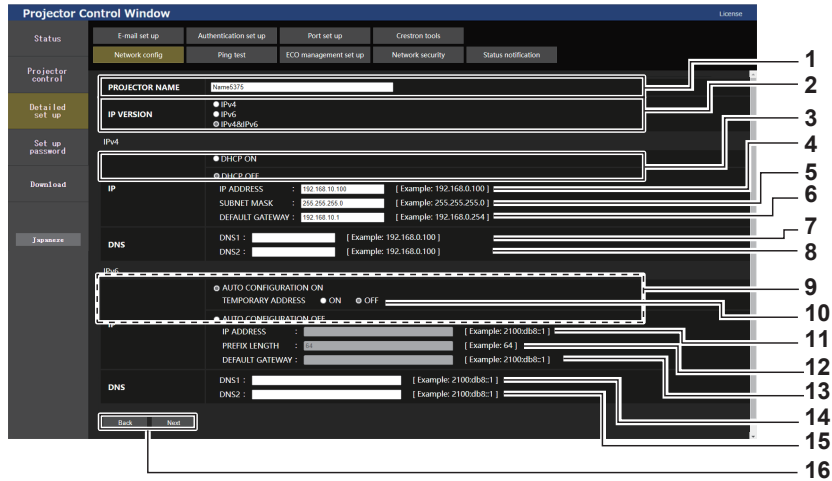 Projector Control Window
License
Status
E-mail set up
Authentication set up
Port set up
Crestron tools
Network config
Ping test
ECO management set up
Network security
Status notification
Projector control
Detailed set up
Set up password
Download
Japanese
PROJECTOR NAME
Name5375
1
IP VERSION
IPv4
IPv6
IPv4&IPv6
2
IPv4
DHCP ON
3
DHCP OFF
IP
IP ADDRESS : 192.168.10.100 [ Example: 192.168.0.100 ]
4
SUBNET MASK : 255.255.255.0 [ Example: 255.255.255.0 ]
5
DEFAULT GATEWAY : 192.168.10.1 [ Example: 192.168.0.254 ]
6
DNS
DNS1 : [ Example: 192.168.0.100 ]
7
DNS2 : [ Example: 192.168.0.100 ]
8
IPv6
AUTO CONFIGURATION ON
9
TEMPORARY ADDRESS ON OFF
10
AUTO CONFIGURATION OFF
IP
IP ADDRESS : [ Example: 2100:db8::1 ]
11
PREFIX LENGTH : 64 [ Example: 64 ]
12
DEFAULT GATEWAY : [ Example: 2100:db8::1 ]
13
DNS
DNS1 : [ Example: 2100:db8::1 ]
14
DNS2 : [ Example: 2100:db8::1 ]
15
Back
Next
16